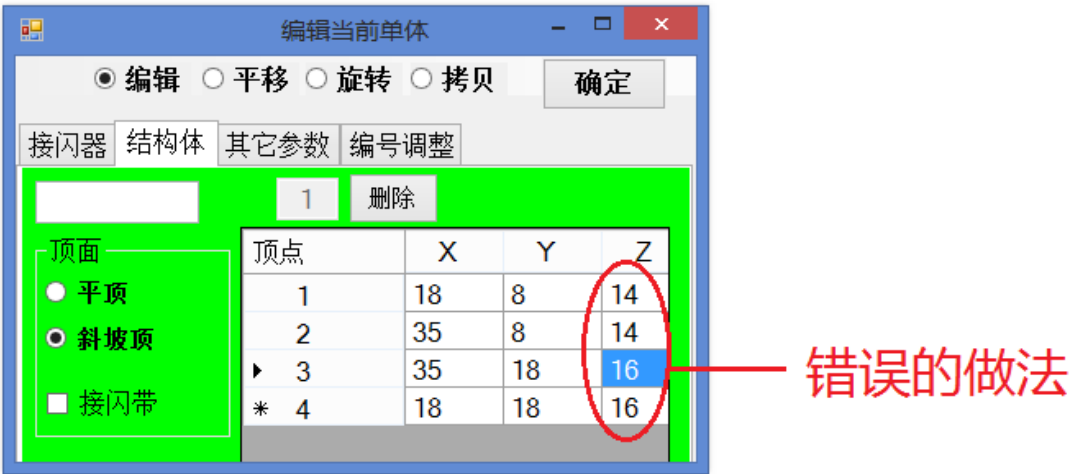 编辑当前单体
编辑 平移 旋转 拷贝 确定
接闪器 结构体 其它参数 编号调整
1 删除
顶面
平顶
斜坡顶
接闪带
顶点 X Y Z
1 18 8 14
2 35 8 14
3 35 18 16
* 4 18 18 16
错误的做法